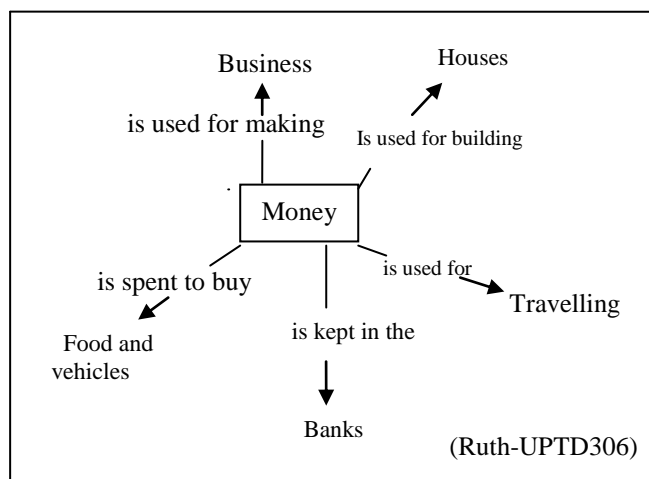 Business
Houses
is used for making
Is used for building
Money
is spent to buy
is used for
Travelling
is kept in the
Food and
vehicles
Banks
(Ruth-UPTD306)